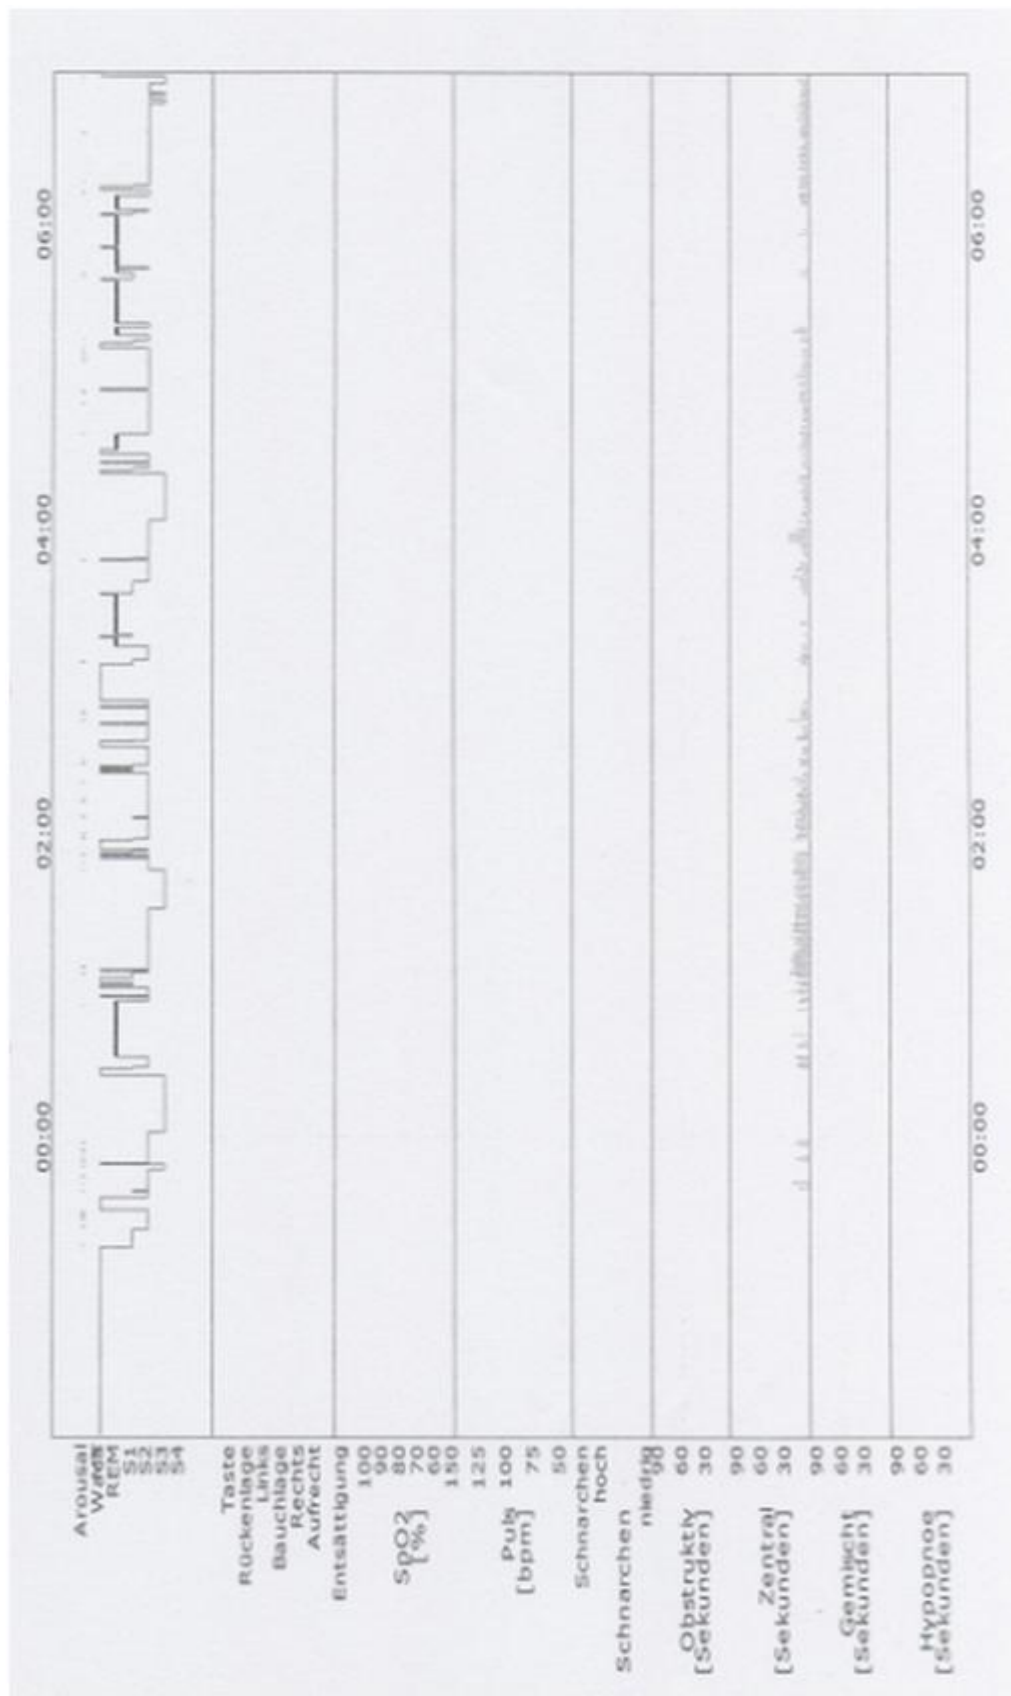 00:00 02:00 04:00 06:00
Arousal
REM
S1
S2
S3
S4
Taste
Rückenlage
Links
Bauchlage
Rechts
Aufrecht
Entsättigung
100
90
SpO2 80
[%] 70
60
150
125
Puls 100
[bpm] 75
50
Schnarchen
hoch
Schnarchen
niedrig
90
Obstruktiv 60
[Sekunden] 30
90
Zentral 60
[Sekunden] 30
90
Gemischt 60
[Sekunden] 30
90
Hypopnoe 60
[Sekunden] 30
00:00 02:00 04:00 06:00